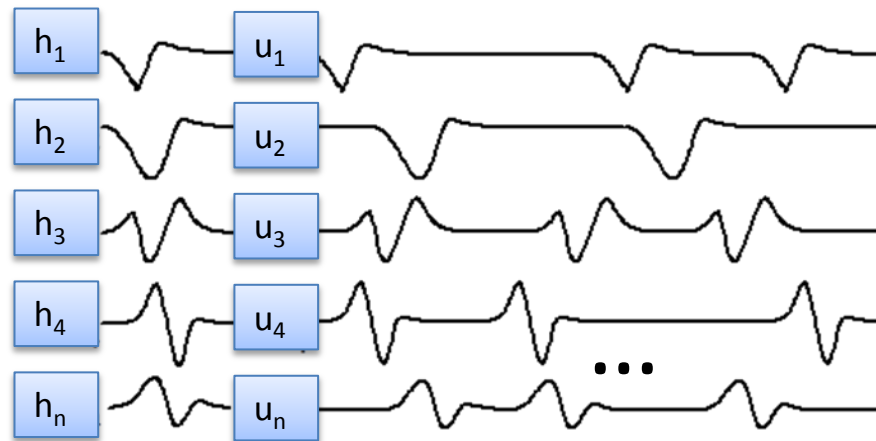 h₁ u₁
h₂ u₂
h₃ u₃
h₄ u₄
...
hₙ uₙ